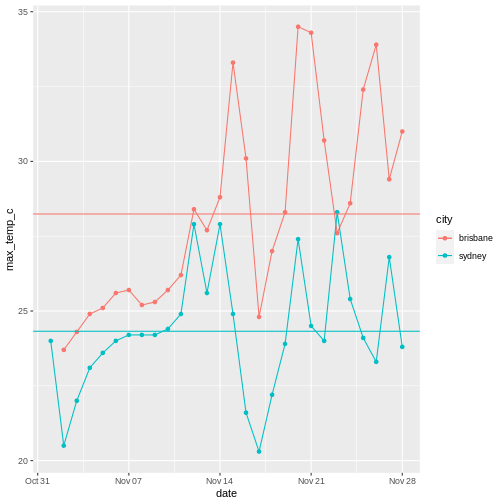 max_temp_c
35
30
25
20
Oct 31 Nov 07 Nov 14 Nov 21 Nov 28
date
city
brisbane
sydney